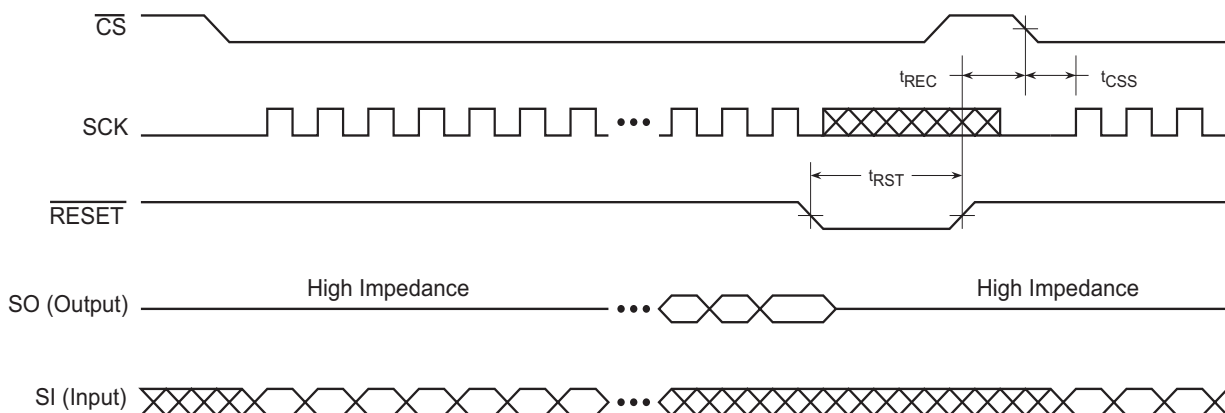 CS
tREC
tCSS
SCK
tRST
RESET
High Impedance
High Impedance
SO (Output)
SI (Input)